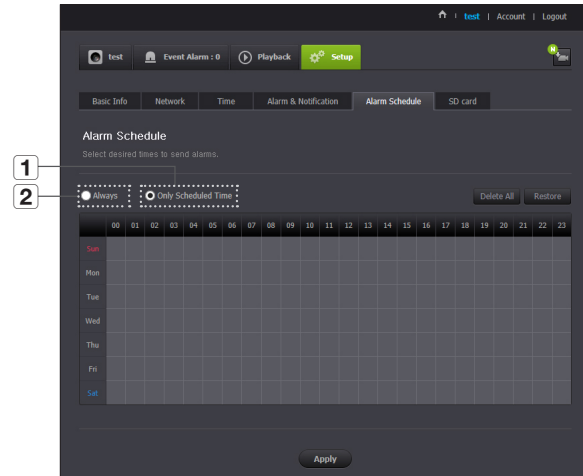 test | Account | Logout
test Event Alarm : 0 Playback Setup
N
Basic Info Network Time Alarm & Notification Alarm Schedule SD card
Alarm Schedule
Select desired times to send alarms.
1
2
Always Only Scheduled Time Delete All Restore
00 01 02 03 04 05 06 07 08 09 10 11 12 13 14 15 16 17 18 19 20 21 22 23
Sun
Mon
Tue
Wed
Thu
Fri
Sat
Apply